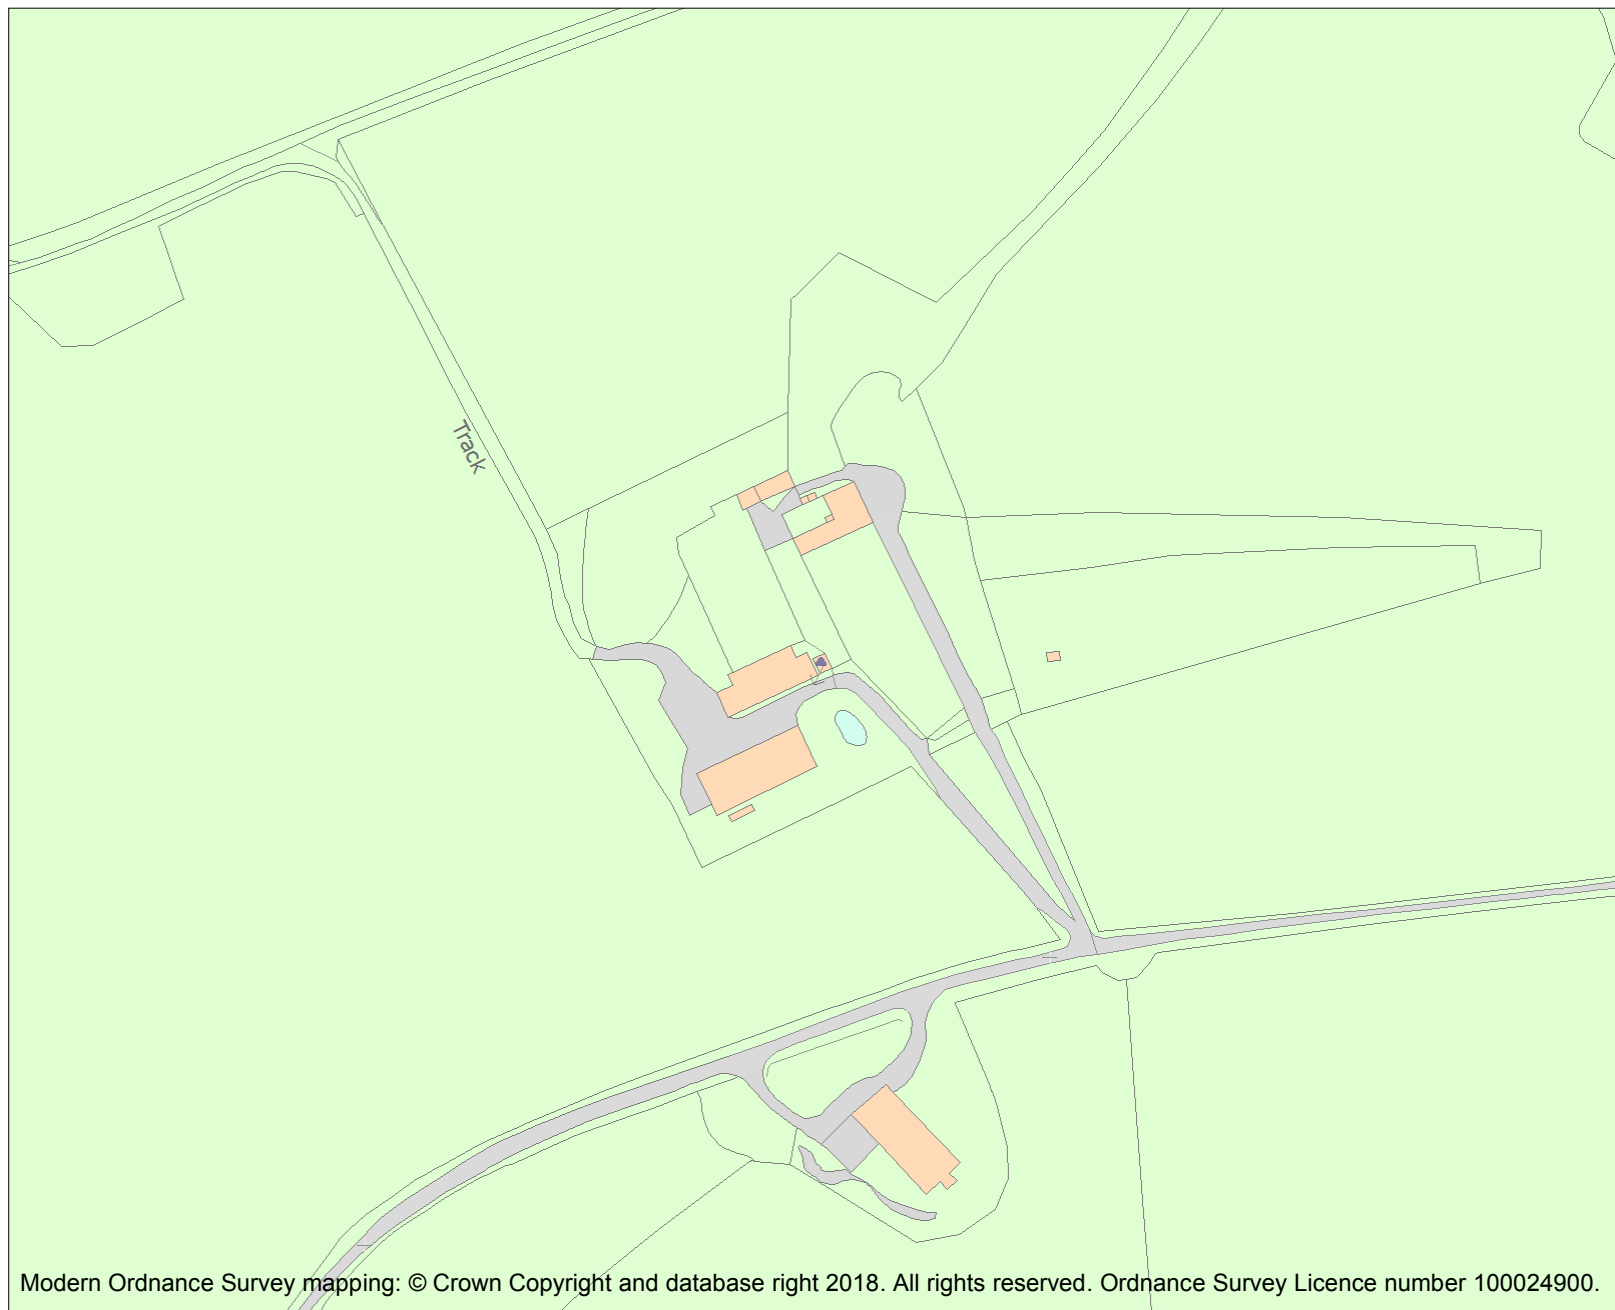 Track
Modern Ordnance Survey mapping: © Crown Copyright and database right 2018. All rights reserved. Ordnance Survey Licence number 100024900.